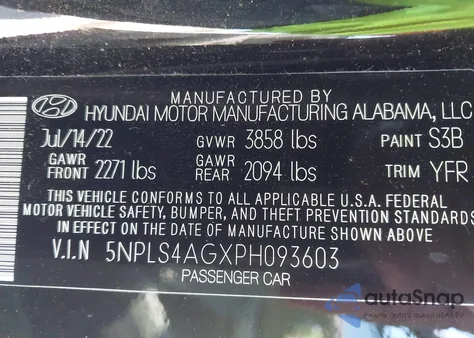 MANUFACTURED BY
HYUNDAI MOTOR MANUFACTURING ALABAMA, LLC
Jul/14/22 GVWR 3858 lbs PAINT S3B
GAWR FRONT 2271 lbs GAWR REAR 2094 lbs TRIM YFR
THIS VEHICLE CONFORMS TO ALL APPLICABLE U.S.A. FEDERAL
MOTOR VEHICLE SAFETY, BUMPER, AND THEFT PREVENTION STANDARDS
IN EFFECT ON THE DATE OF MANUFACTURE SHOWN ABOVE
V.I.N 5NPLS4AGXPH093603
PASSENGER CAR
autoSnap